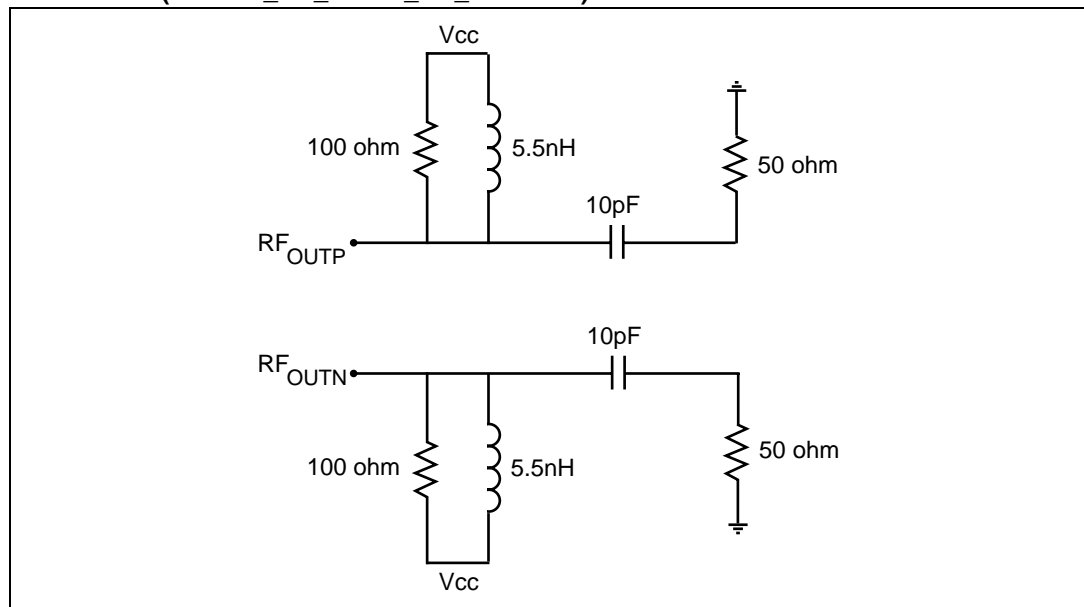 Vcc
100 ohm
5.5nH
50 ohm
10pF
RFOUTP
10pF
RFOUTN
100 ohm
5.5nH
50 ohm
Vcc